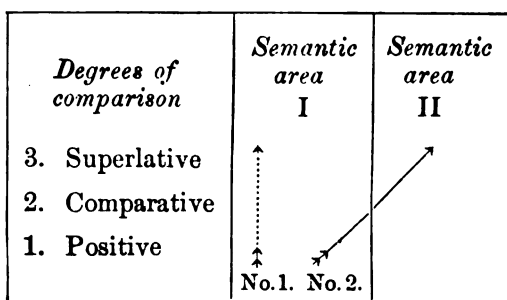 Degrees of
comparison
Semantic
area
I
Semantic
area
II
3. Superlative
2. Comparative
1. Positive
No.1. No.2.